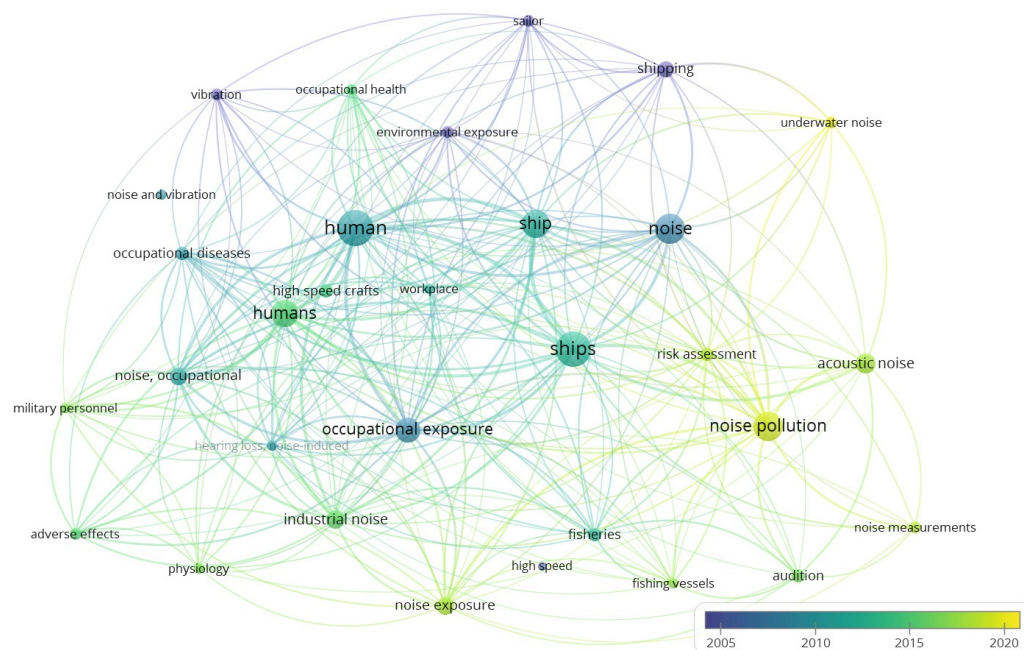 sailor
shipping
occupational health
vibration
underwater noise
environmental exposure
noise and vibration
human
ship
noise
occupational diseases
high speed crafts
workplace
humans
ships
risk assessment
acoustic noise
noise, occupational
military personnel
occupational exposure
noise pollution
hearing loss, noise-induced
industrial noise
adverse effects
fisheries
noise measurements
physiology
high speed
fishing vessels
audition
noise exposure
2005
2010
2015
2020